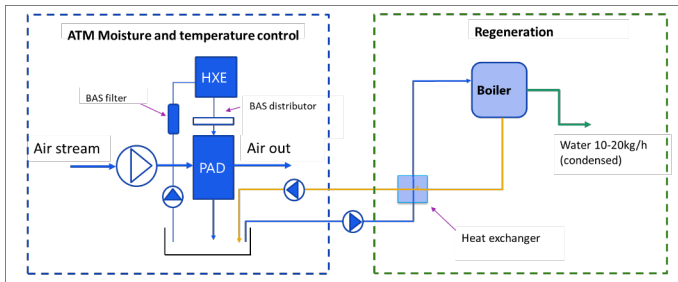 ATM Moisture and temperature control
Regeneration
HXE
BAS filter
BAS distributor
Boiler
Air stream
Air out
PAD
Water 10-20kg/h
(condensed)
Heat exchanger